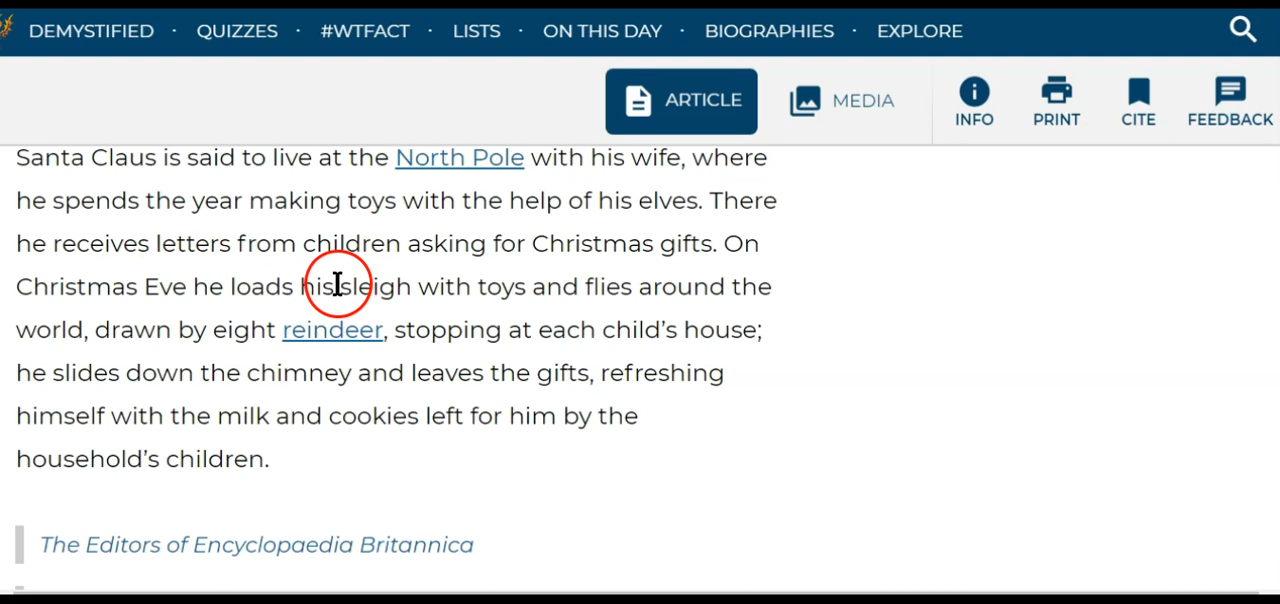 DEMYSTIFIED · QUIZZES · #WTFACT · LISTS · ON THIS DAY · BIOGRAPHIES · EXPLORE
ARTICLE MEDIA INFO PRINT CITE FEEDBACK
Santa Claus is said to live at the North Pole with his wife, where
he spends the year making toys with the help of his elves. There
he receives letters from children asking for Christmas gifts. On
Christmas Eve he loads his sleigh with toys and flies around the
world, drawn by eight reindeer, stopping at each child’s house;
he slides down the chimney and leaves the gifts, refreshing
himself with the milk and cookies left for him by the
household’s children.
The Editors of Encyclopaedia Britannica